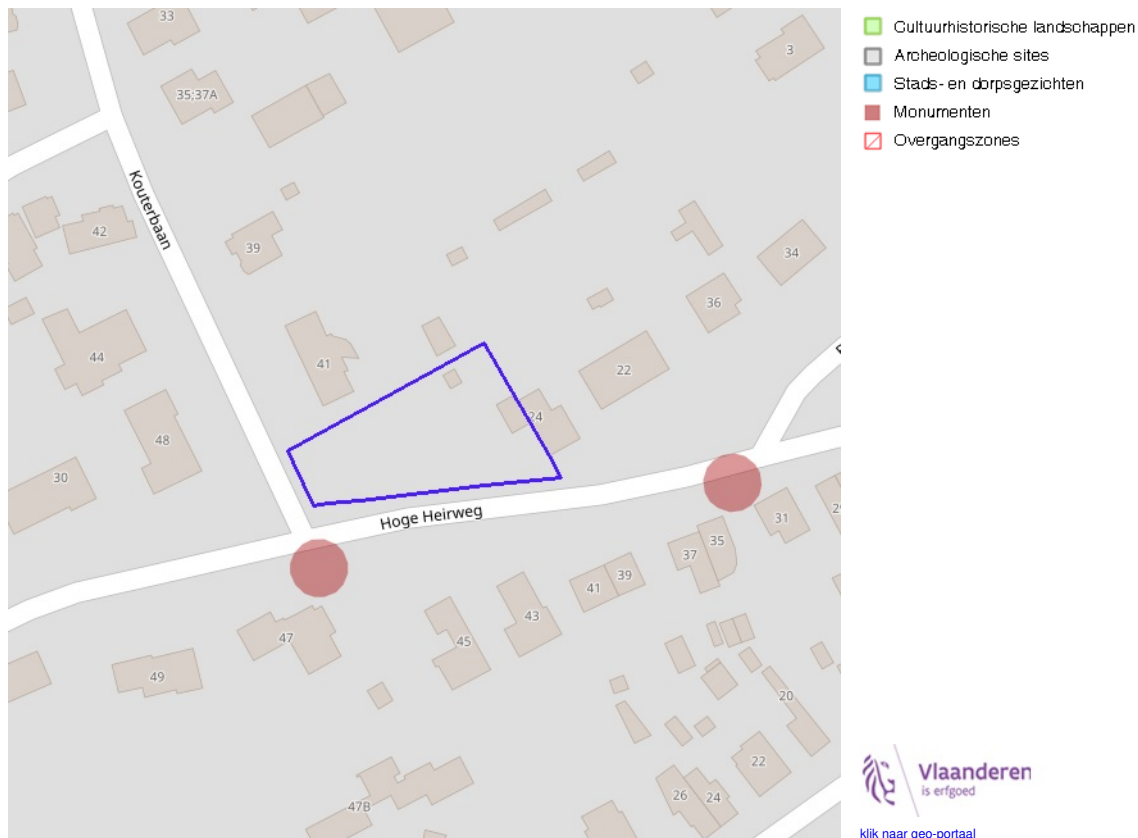 33
35;37A
3
Cultuurhistorische landschappen
Archeologische sites
Stads- en dorpsgezichten
Monumenten
Overgangszones
Kouterbaan
42
39
34
36
44
41
22
24
48
30
Hoge Heirweg
31
35
37
41
39
43
45
47
49
20
22
26
24
47B
Vlaanderen
is erfgoed
klik naar geo-portaal